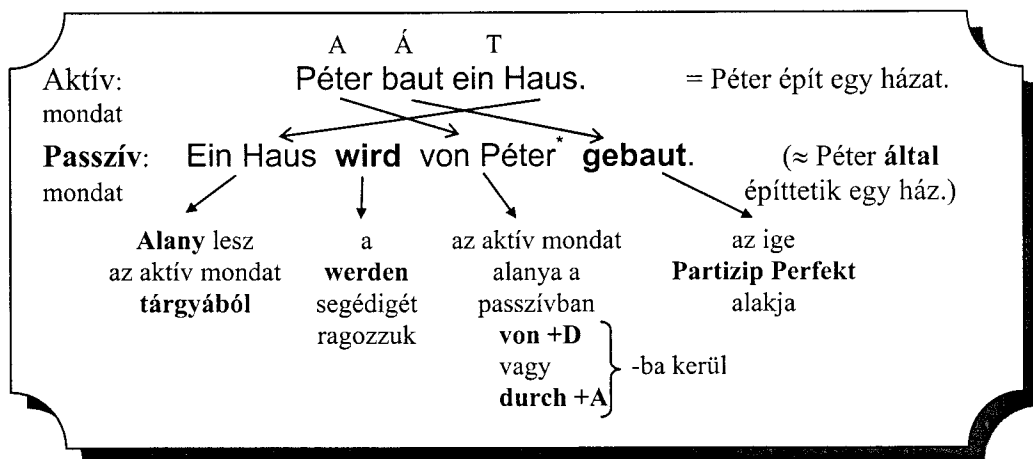 A Á T
Aktív: Péter baut ein Haus. = Péter épít egy házat.
mondat
Passzív: Ein Haus wird von Péter* gebaut. (≈ Péter által
mondat építtetik egy ház.)
Alany lesz a az aktív mondat az ige
az aktív mondat werden alanya a Partizip Perfekt
tárgyából segédigét passzívban alakja
ragozzuk von +D
vagy -ba kerül
durch +A